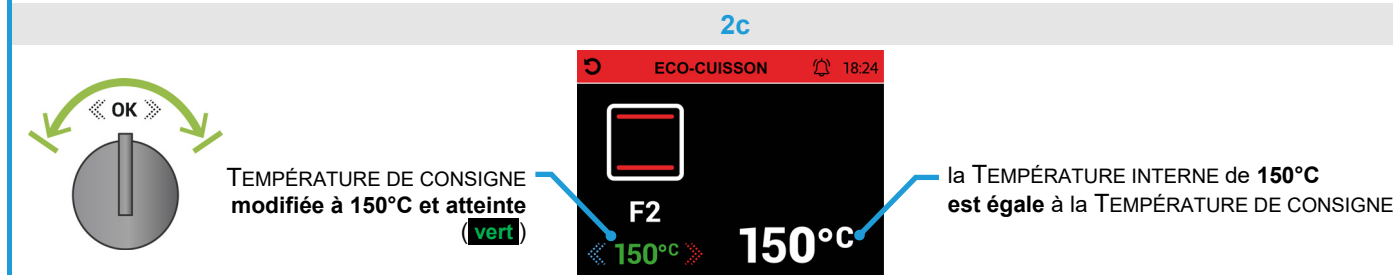 2c
OK
TEMPÉRATURE DE CONSIGNE
modifiée à 150°C et atteinte
(vert)
ECO-CUISSON 18:24
F2
150°C
150°C
la TEMPÉRATURE INTERNE de 150°C
est égale à la TEMPÉRATURE DE CONSIGNE